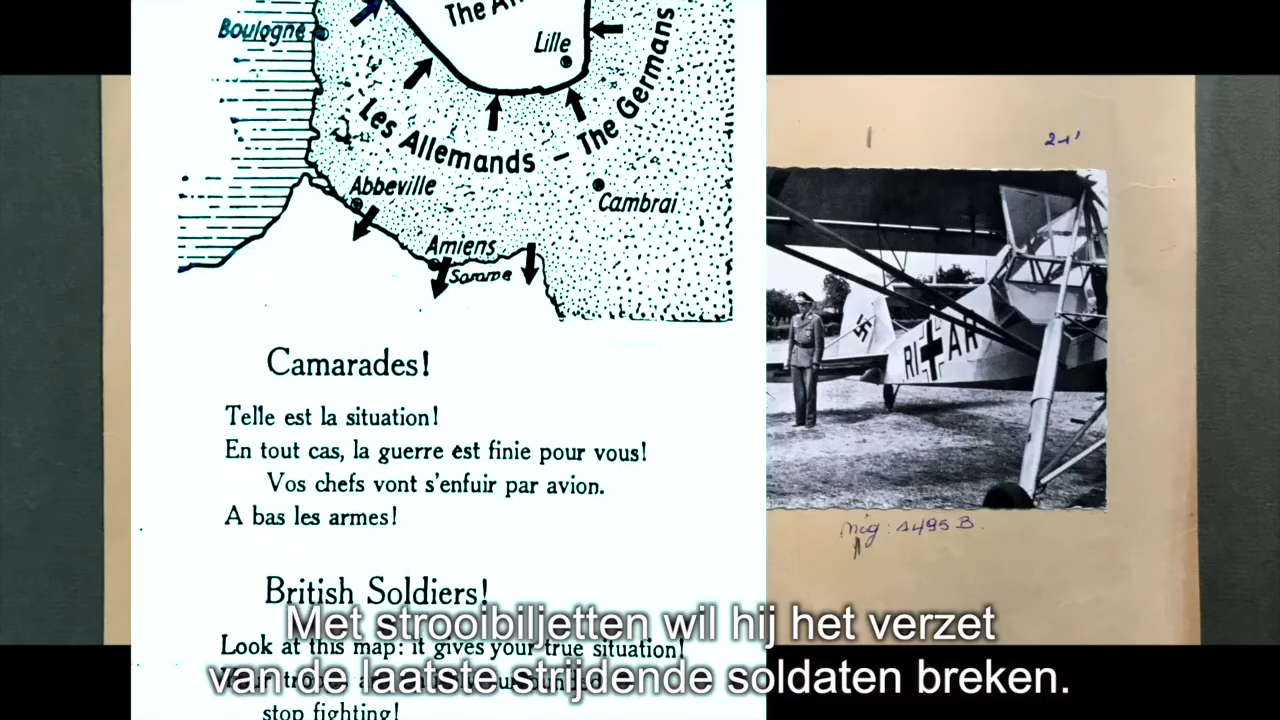 Boulogne
Lille
Les Allemands – The Germans
Abbeville
Cambrai
Amiens
Somme
Camarades!
Telle est la situation!
En tout cas, la guerre est finie pour vous!
Vos chefs vont s'enfuir par avion.
A bas les armes!
British Soldiers!
Look at this map: it gives your true situation!
stop fighting!
21
RI AR
nig: 1495 B.
Met strooibiljetten wil hij het verzet
van de laatste strijdende soldaten breken.